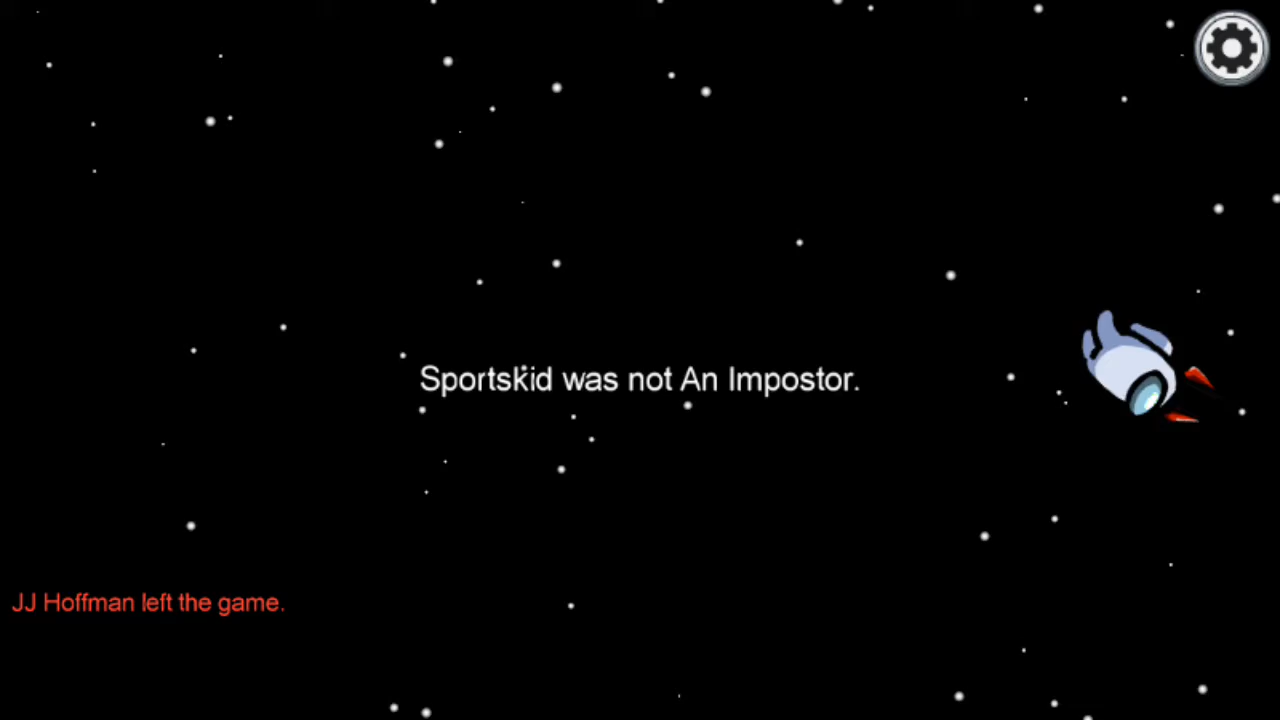 Sportskid was not An Impostor.
JJ Hoffman left the game.